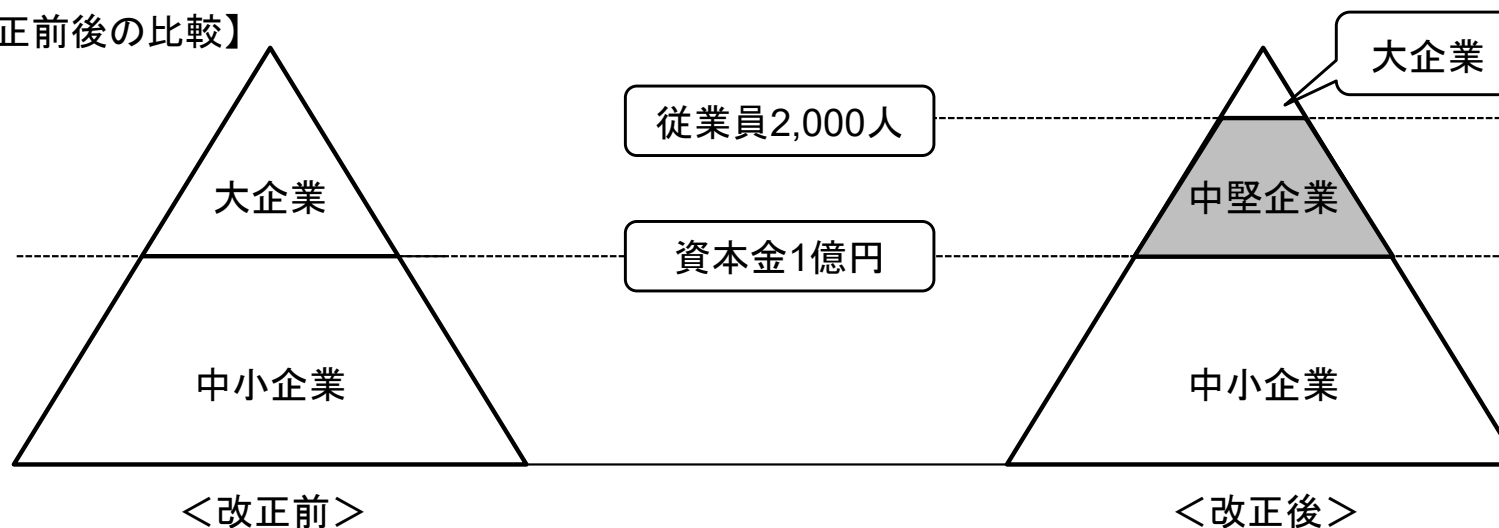 正前後の比較】
大企業
従業員2,000人
大企業
中堅企業
資本金1億円
中小企業
中小企業
＜改正前＞
＜改正後＞